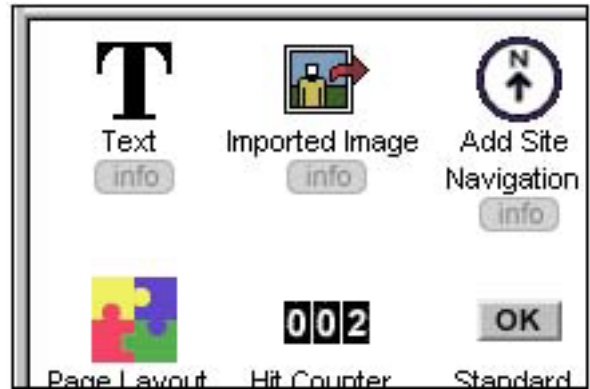 T
N
Text
Imported Image
Add Site
Navigation
info
info
info
002
OK
Page Layout
Hit Counter
Standard